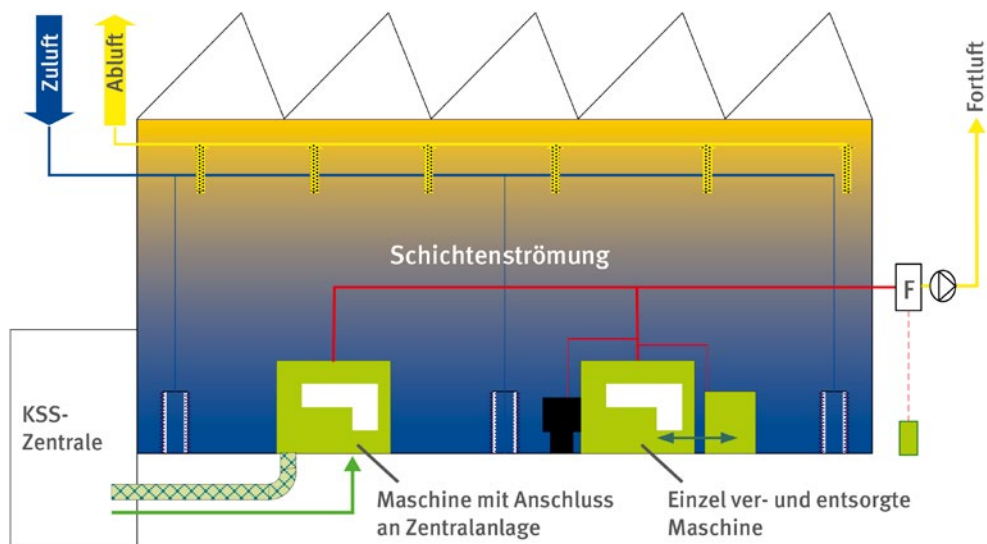 Zuluft
Abluft
Fortluft
Schichtenströmung
F
KSS-
Zentrale
Maschine mit Anschluss
an Zentralanlage
Einzel ver- und entsorgte
Maschine